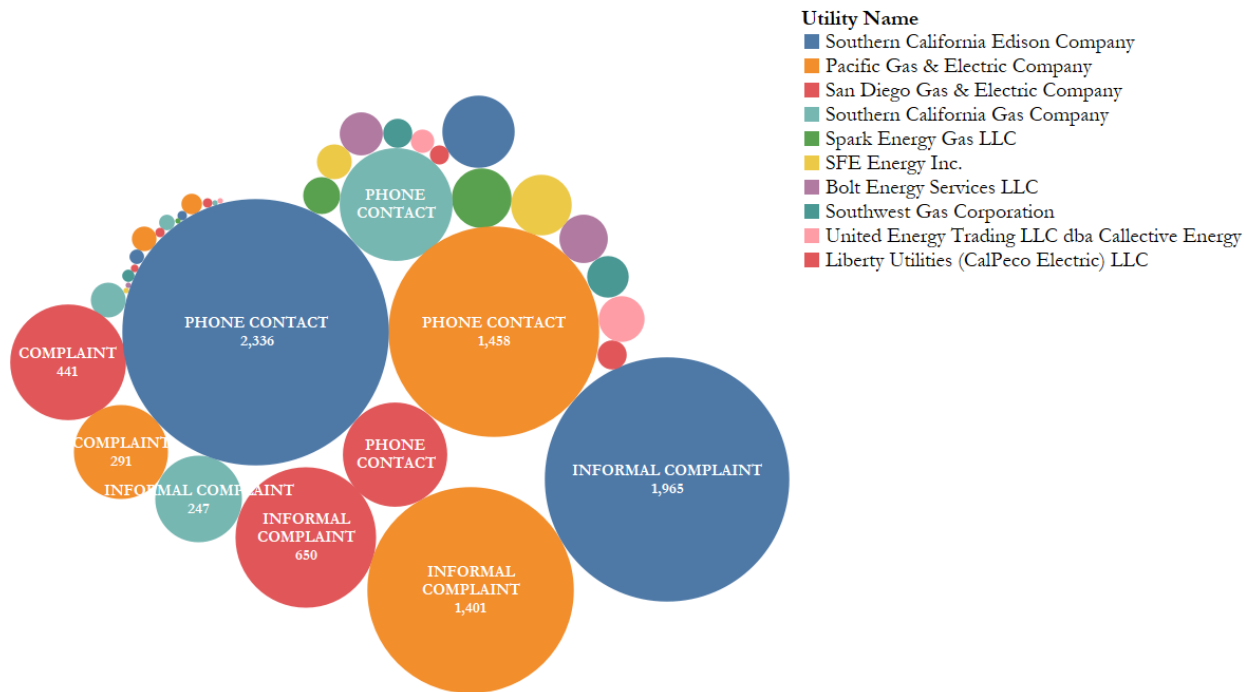 Utility Name
Southern California Edison Company
Pacific Gas & Electric Company
San Diego Gas & Electric Company
Southern California Gas Company
Spark Energy Gas LLC
SFE Energy Inc.
Bolt Energy Services LLC
Southwest Gas Corporation
United Energy Trading LLC dba Callective Energy
Liberty Utilities (CalPeco Electric) LLC
PHONE
CONTACT
PHONE CONTACT
2,336
PHONE CONTACT
1,458
COMPLAINT
441
COMPLAINT
291
PHONE
CONTACT
INFORMAL COMPLAINT
1,965
INFORMAL COMPLAINT
247
INFORMAL
COMPLAINT
650
INFORMAL
COMPLAINT
1,401